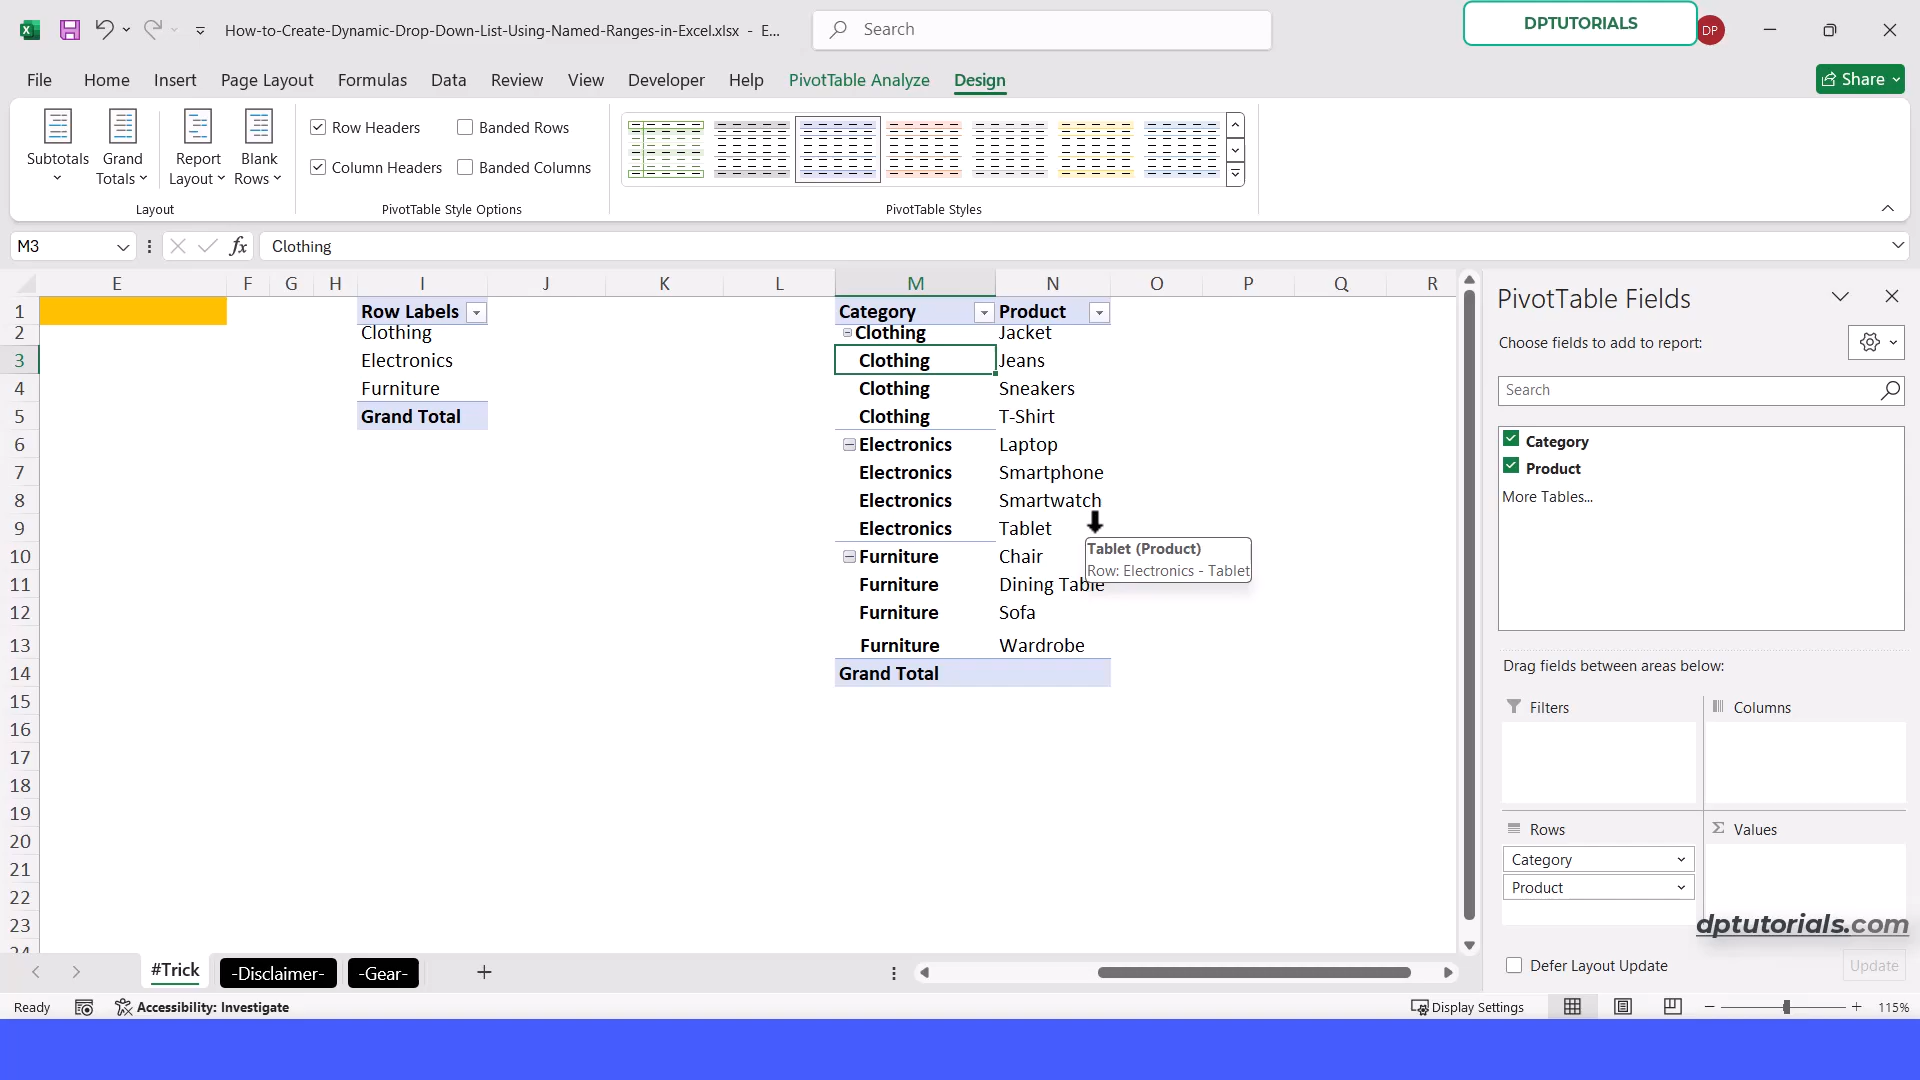 How-to-Create-Dynamic-Drop-Down-List-Using-Named-Ranges-in-Excel.xlsx - E...
Search
DPTUTORIALS
DP
File Home Insert Page Layout Formulas Data Review View Developer Help PivotTable Analyze Design
Share
Subtotals
Grand Totals
Report Layout
Blank Rows
Row Headers
Banded Rows
Column Headers
Banded Columns
Layout
PivotTable Style Options
PivotTable Styles
M3
fx
Clothing
E F G H I J K L M N O P Q R
1 Row Labels Category Product
2 Clothing Clothing Jacket
3 Electronics Clothing Jeans
4 Furniture Clothing Sneakers
5 Grand Total Clothing T-Shirt
6 Electronics Laptop
7 Electronics Smartphone
8 Electronics Smartwatch
9 Electronics Tablet
10 Furniture Chair
11 Furniture Dining Table
12 Furniture Sofa
13 Furniture Wardrobe
14 Grand Total
15
16
17
18
19
20
21
22
23
24
Tablet (Product)
Row: Electronics - Tablet
PivotTable Fields
Choose fields to add to report:
Search
Category
Product
More Tables...
Drag fields between areas below:
Filters
Columns
Rows
Values
Category
Product
dptutorials.com
Defer Layout Update
Update
#Trick -Disclaimer- -Gear-
Ready
Accessibility: Investigate
Display Settings
115%